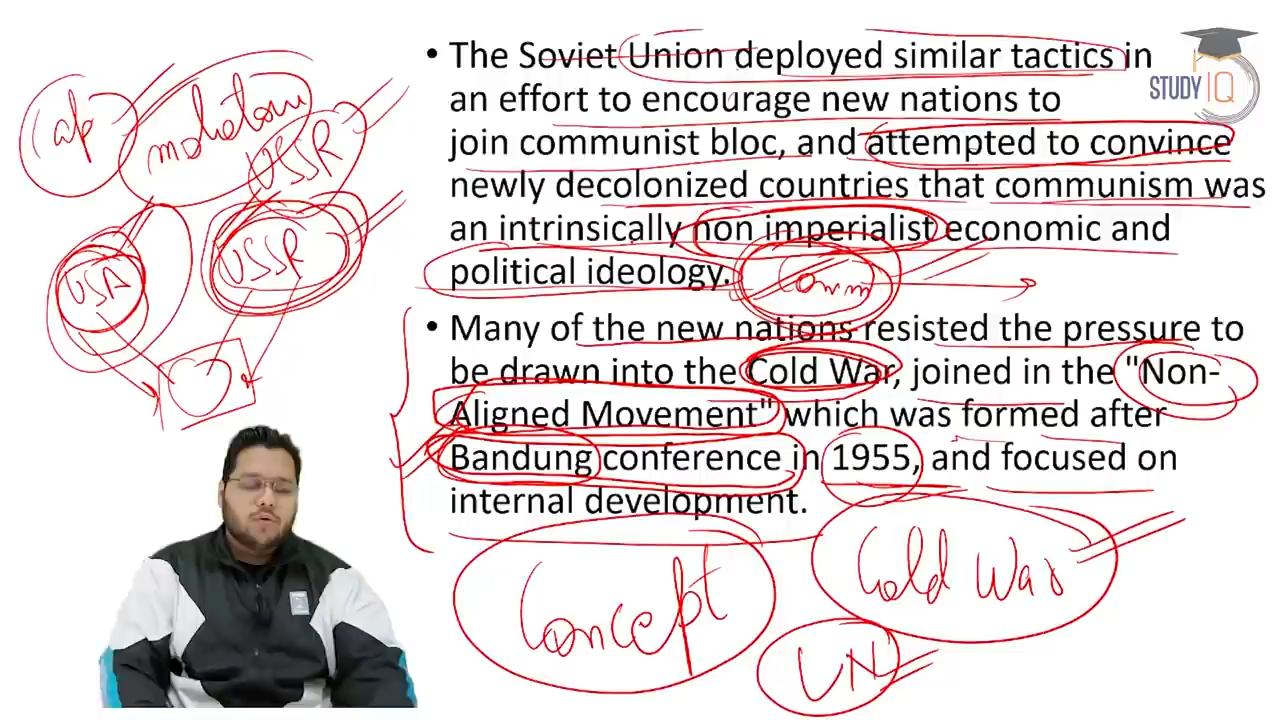 • The Soviet Union deployed similar tactics in
an effort to encourage new nations to
join communist bloc, and attempted to convince
newly decolonized countries that communism was
an intrinsically non imperialist economic and
political ideology.
• Many of the new nations resisted the pressure to
be drawn into the Cold War, joined in the "Non-
Aligned Movement" which was formed after
Bandung conference in 1955, and focused on
internal development.
STUDY IQ
USSR
USA
USSR
Comm
Concept
Cold War
UN